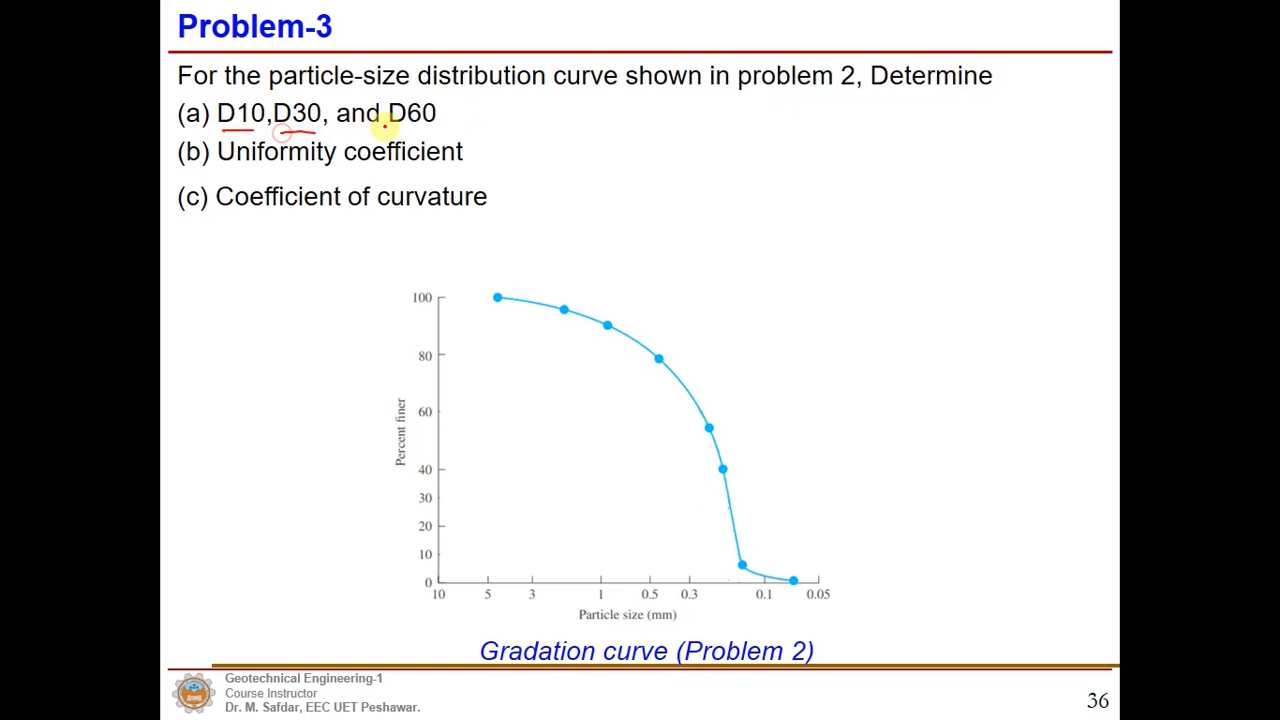 Problem-3
For the particle-size distribution curve shown in problem 2, Determine
(a) D10,D30, and D60
(b) Uniformity coefficient
(c) Coefficient of curvature
100
80
60
40
30
20
10
0
Percent finer
10 5 3 1 0.5 0.3 0.1 0.05
Particle size (mm)
Gradation curve (Problem 2)
Geotechnical Engineering-1
Course Instructor
Dr. M. Safdar, EEC UET Peshawar.
36